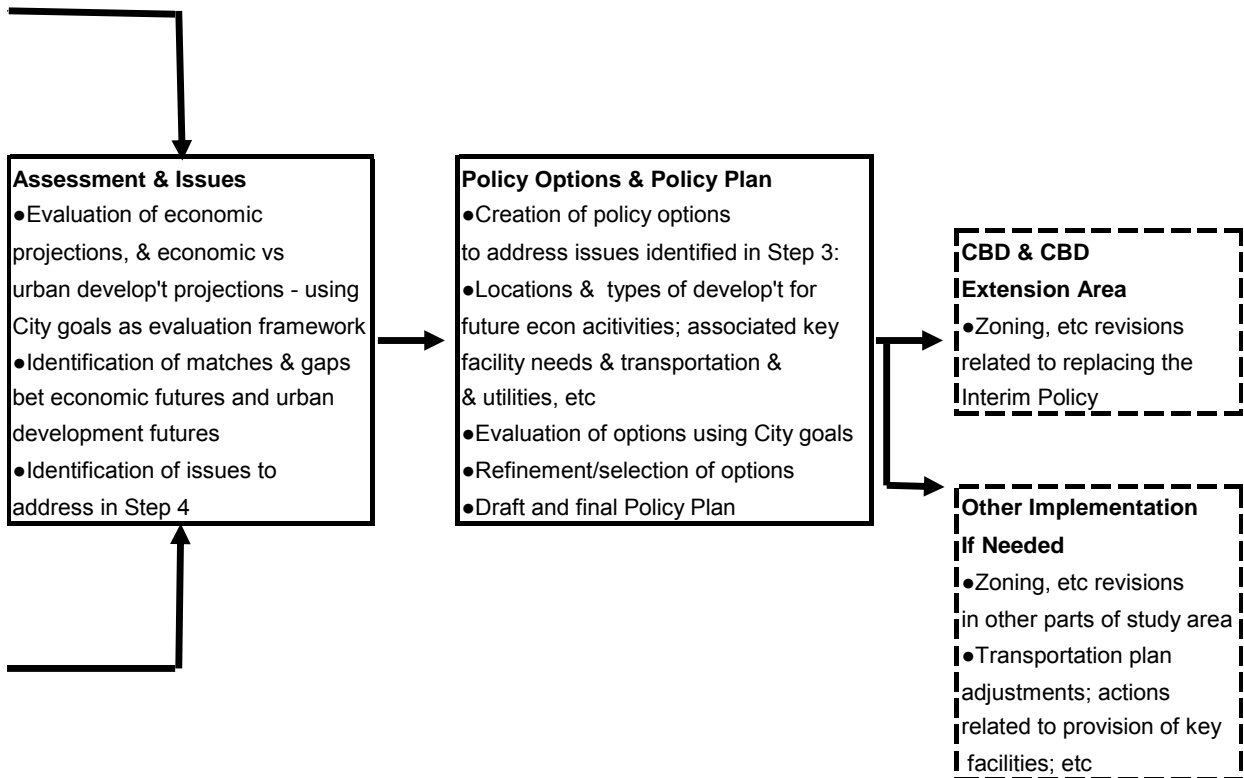 Assessment & Issues
●Evaluation of economic
projections, & economic vs
urban develop't projections - using
City goals as evaluation framework
●Identification of matches & gaps
bet economic futures and urban
development futures
●Identification of issues to
address in Step 4
Policy Options & Policy Plan
●Creation of policy options
to address issues identified in Step 3:
●Locations & types of develop't for
future econ acitivities; associated key
facility needs & transportation &
& utilities, etc
●Evaluation of options using City goals
●Refinement/selection of options
●Draft and final Policy Plan
CBD & CBD
Extension Area
●Zoning, etc revisions
related to replacing the
Interim Policy
Other Implementation
If Needed
●Zoning, etc revisions
in other parts of study area
●Transportation plan
adjustments; actions
related to provision of key
facilities; etc